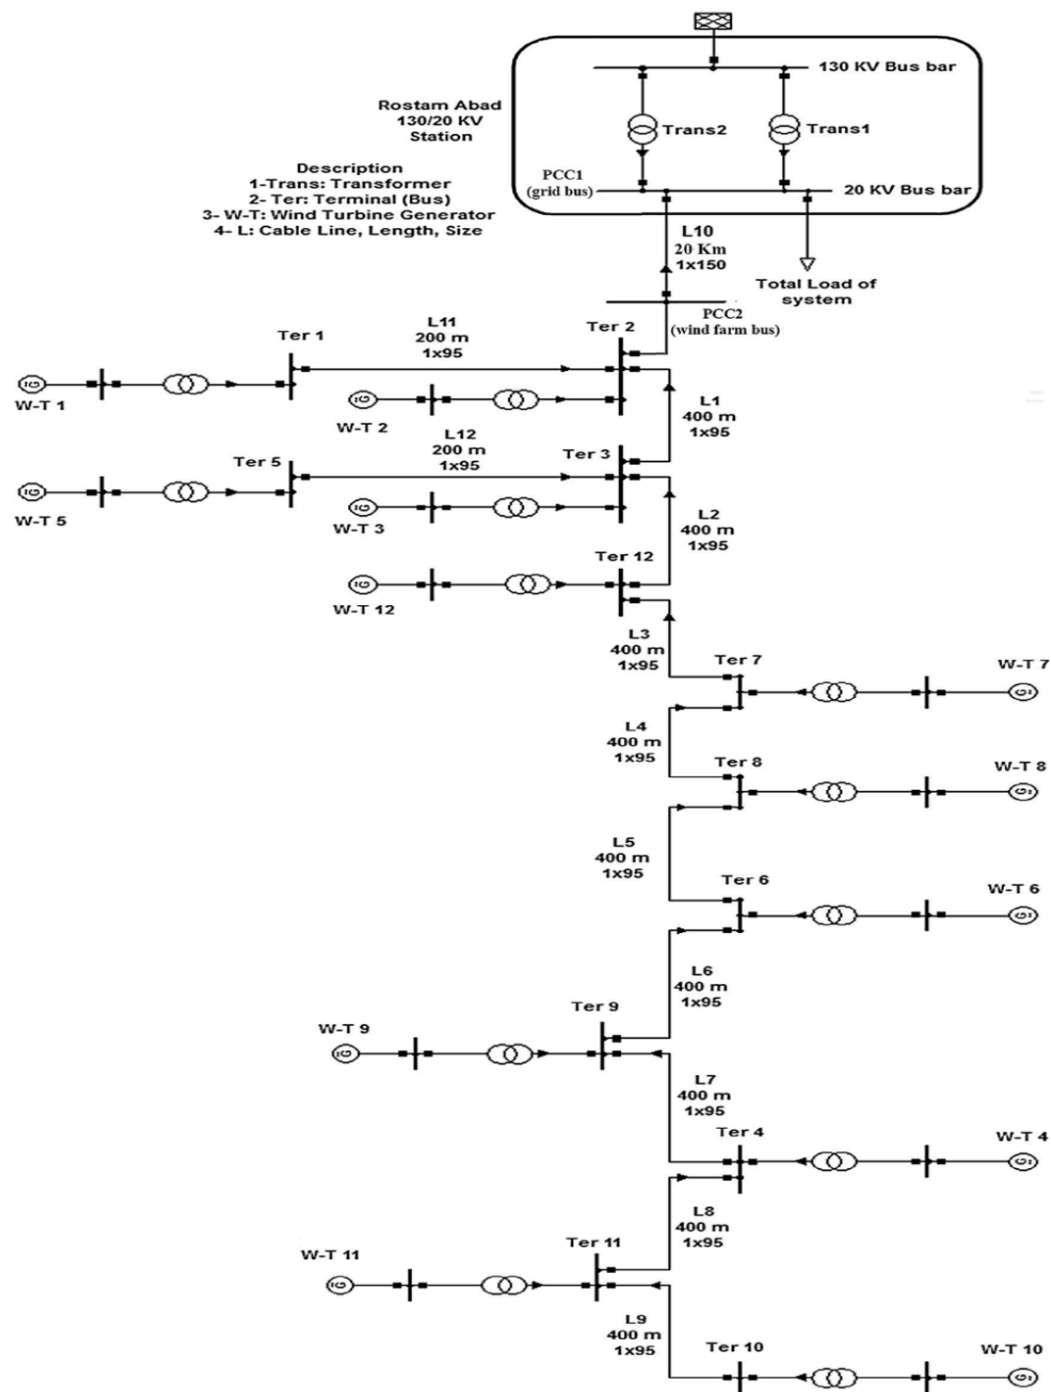 130 KV Bus bar
Rostam Abad
130/20 KV
Station
Trans2
Trans1
Description
1-Trans: Transformer
2- Ter: Terminal (Bus)
3- W-T: Wind Turbine Generator
4- L: Cable Line, Length, Size
PCC1
(grid bus)
20 KV Bus bar
L10
20 Km
1x150
Total Load of
system
PCC2
(wind farm bus)
Ter 1
L11
200 m
1x95
Ter 2
G
W-T 1
G
W-T 2
L1
400 m
1x95
Ter 5
L12
200 m
1x95
Ter 3
G
W-T 5
G
W-T 3
L2
400 m
1x95
Ter 12
G
W-T 12
L3
400 m
1x95
Ter 7
W-T 7
G
L4
400 m
1x95
Ter 8
W-T 8
G
L5
400 m
1x95
Ter 6
W-T 6
G
L6
400 m
1x95
Ter 9
W-T 9
G
L7
400 m
1x95
Ter 4
W-T 4
G
L8
400 m
1x95
Ter 11
W-T 11
G
L9
400 m
1x95
Ter 10
W-T 10
G